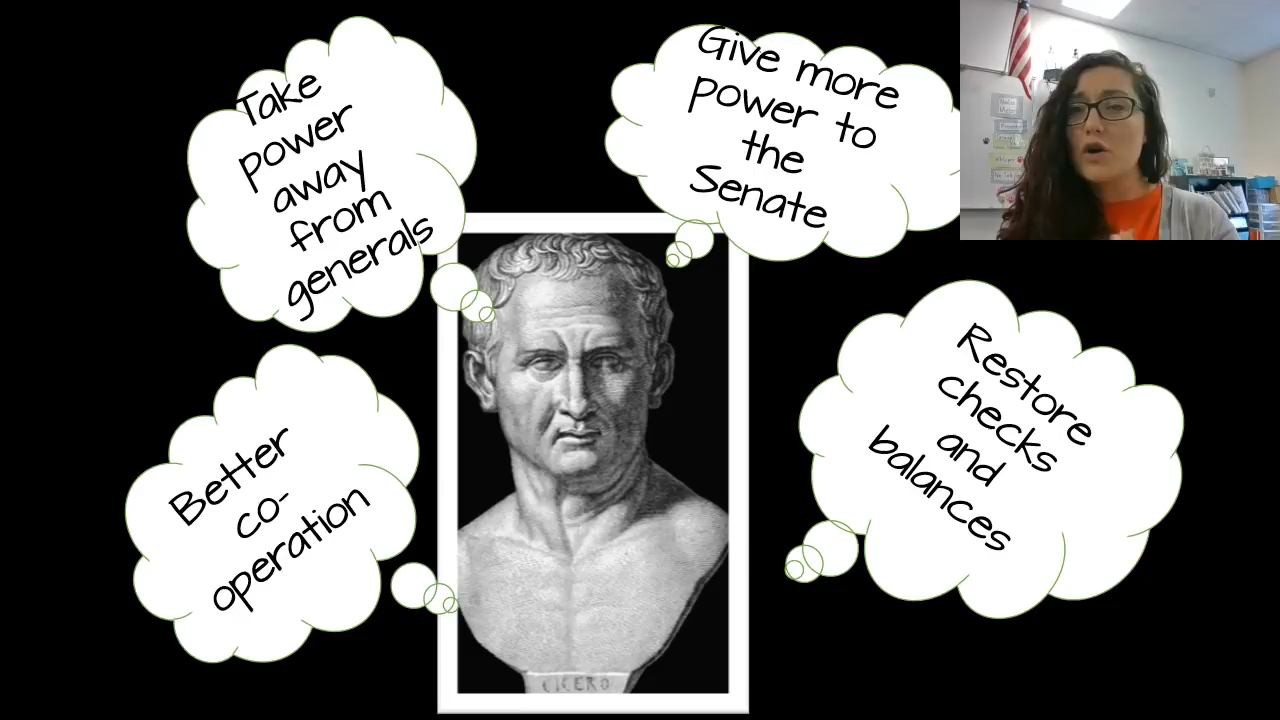 Take
power
away
from
generals
Give more
power to
the
Senate
Better
co-
operation
Restore
checks
and
balances
CICERO